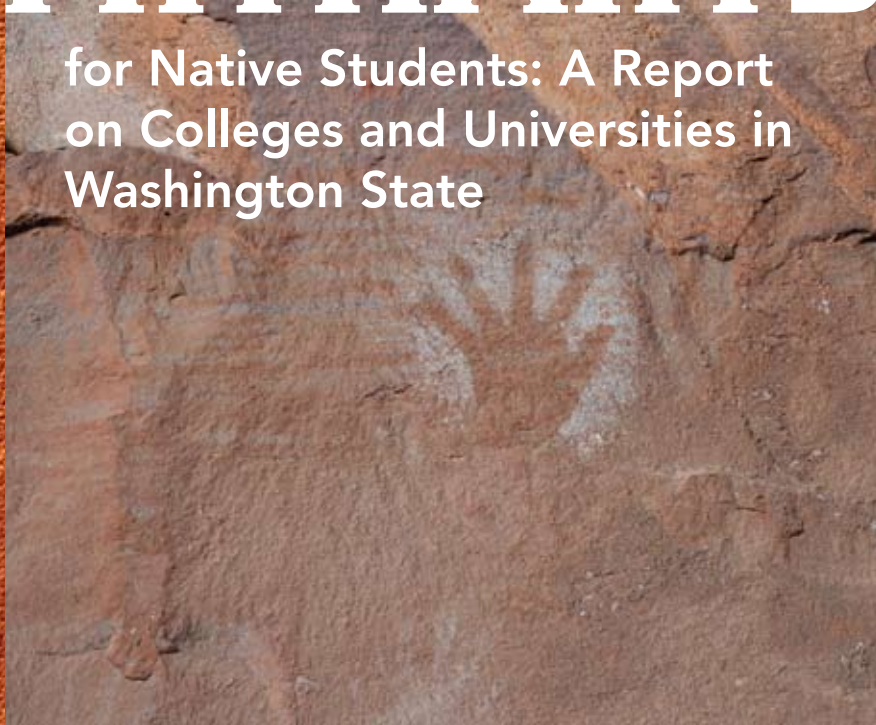 for Native Students: A Report
on Colleges and Universities in
Washington State